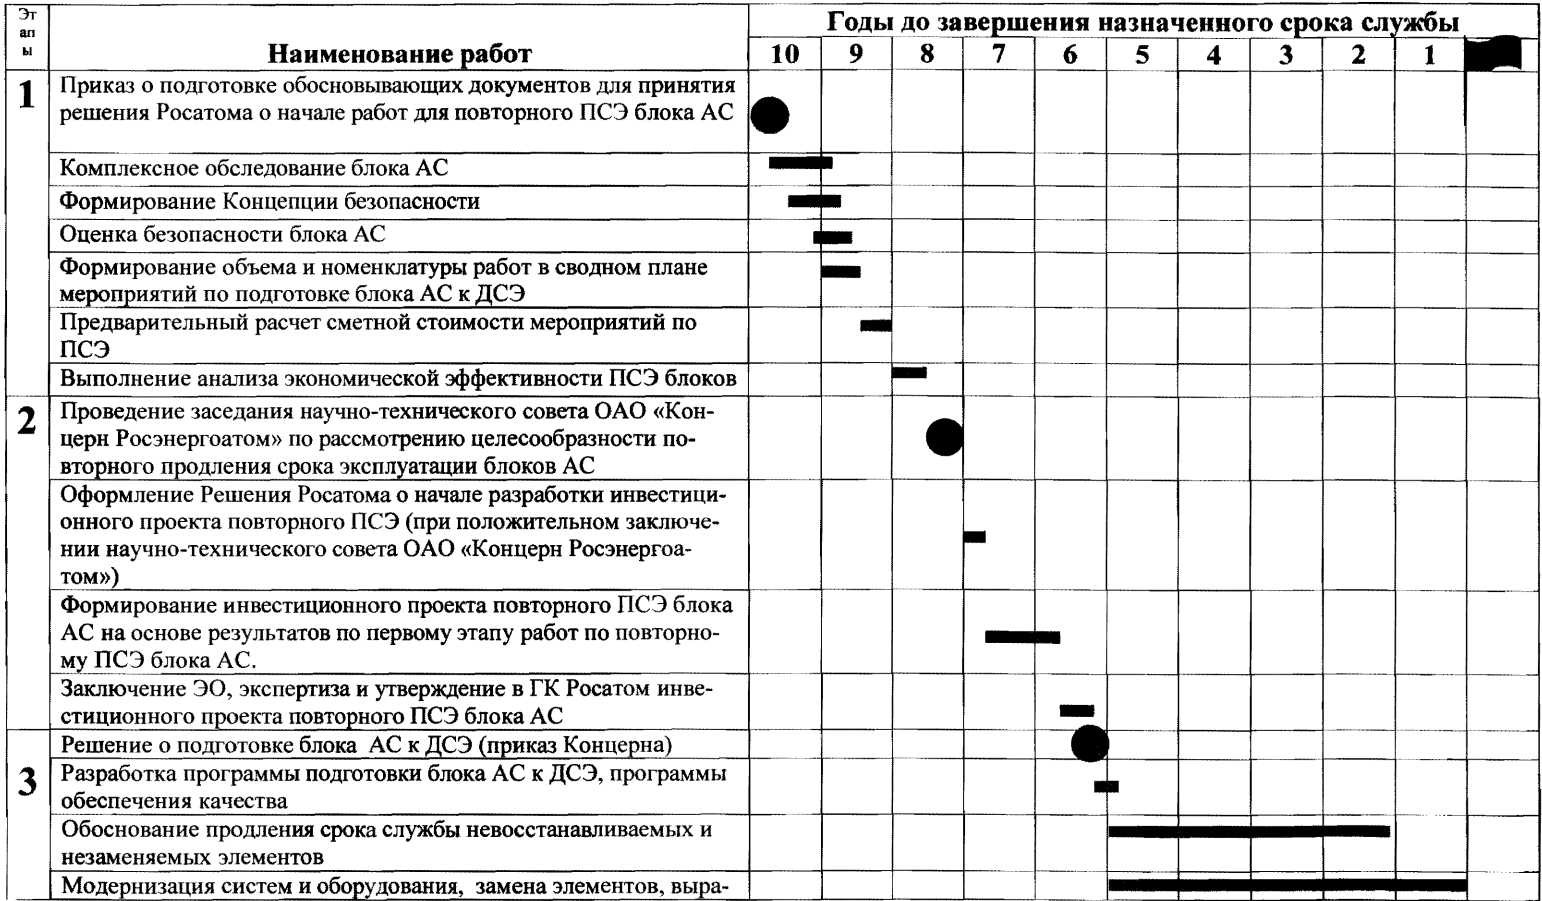 Эт
ап
ы
Наименование работ
Годы до завершения назначенного срока службы
10 9 8 7 6 5 4 3 2 1
1
Приказ о подготовке обосновывающих документов для принятия
решения Росатома о начале работ для повторного ПСЭ блока АС
Комплексное обследование блока АС
Формирование Концепции безопасности
Оценка безопасности блока АС
Формирование объема и номенклатуры работ в сводном плане
мероприятий по подготовке блока АС к ДСЭ
Предварительный расчет сметной стоимости мероприятий по
ПСЭ
Выполнение анализа экономической эффективности ПСЭ блоков
2
Проведение заседания научно-технического совета ОАО «Кон-
церн Росэнергоатом» по рассмотрению целесообразности по-
вторного продления срока эксплуатации блоков АС
Оформление Решения Росатома о начале разработки инвестици-
онного проекта повторного ПСЭ (при положительном заключе-
нии научно-технического совета ОАО «Концерн Росэнергоа-
том»)
Формирование инвестиционного проекта повторного ПСЭ блока
АС на основе результатов по первому этапу работ по повторно-
му ПСЭ блока АС.
Заключение ЭО, экспертиза и утверждение в ГК Росатом инве-
стиционного проекта повторного ПСЭ блока АС
3
Решение о подготовке блока АС к ДСЭ (приказ Концерна)
Разработка программы подготовки блока АС к ДСЭ, программы
обеспечения качества
Обоснование продления срока службы невосстанавливаемых и
незаменяемых элементов
Модернизация систем и оборудования, замена элементов, выра-